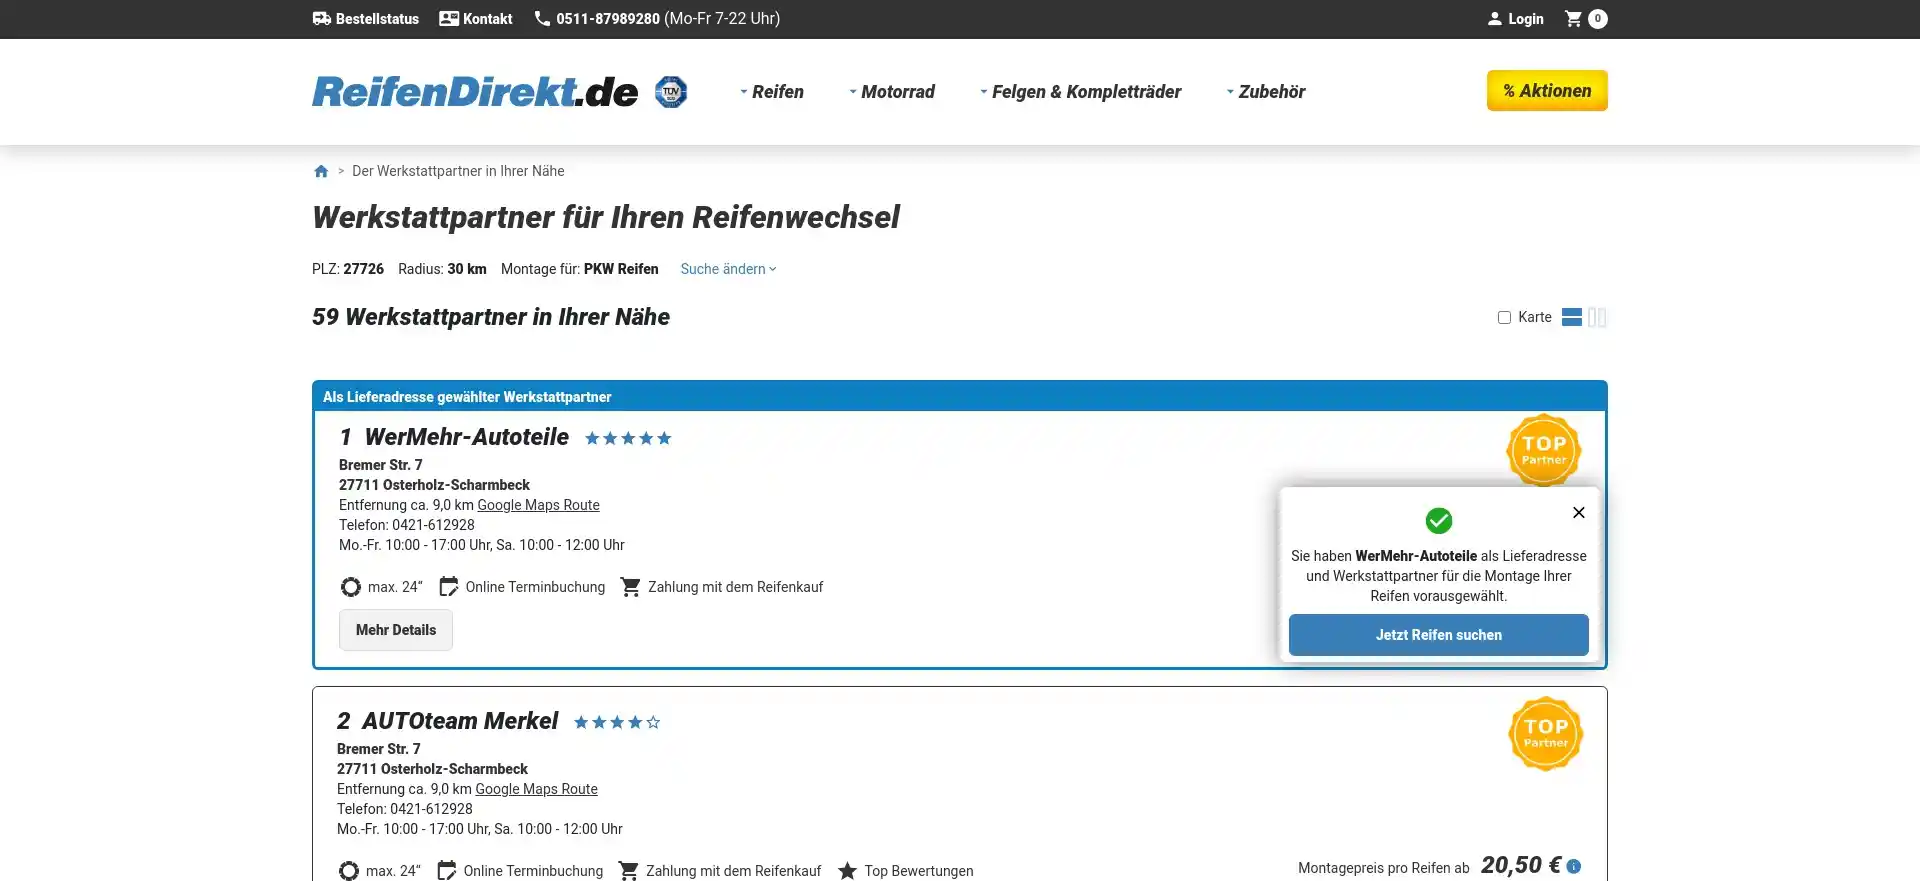 Bestellstatus Kontakt 0511-87989280 (Mo-Fr 7-22 Uhr) Login 0
ReifenDirekt.de TÜV Reifen Motorrad Felgen & Kompletträder Zubehör % Aktionen
> Der Werkstattpartner in Ihrer Nähe
Werkstattpartner für Ihren Reifenwechsel
PLZ: 27726 Radius: 30 km Montage für: PKW Reifen Suche ändern
59 Werkstattpartner in Ihrer Nähe Karte
Als Lieferadresse gewählter Werkstattpartner
1 WerMehr-Autoteile
Bremer Str. 7
27711 Osterholz-Scharmbeck
Entfernung ca. 9,0 km Google Maps Route
Telefon: 0421-612928
Mo.-Fr. 10:00 - 17:00 Uhr, Sa. 10:00 - 12:00 Uhr
max. 24“ Online Terminbuchung Zahlung mit dem Reifenkauf
Mehr Details
TOP
Partner
Sie haben WerMehr-Autoteile als Lieferadresse
und Werkstattpartner für die Montage Ihrer
Reifen vorausgewählt.
Jetzt Reifen suchen
2 AUTOteam Merkel
Bremer Str. 7
27711 Osterholz-Scharmbeck
Entfernung ca. 9,0 km Google Maps Route
Telefon: 0421-612928
Mo.-Fr. 10:00 - 17:00 Uhr, Sa. 10:00 - 12:00 Uhr
TOP
Partner
max. 24“ Online Terminbuchung Zahlung mit dem Reifenkauf Top Bewertungen
Montagepreis pro Reifen ab 20,50 € i